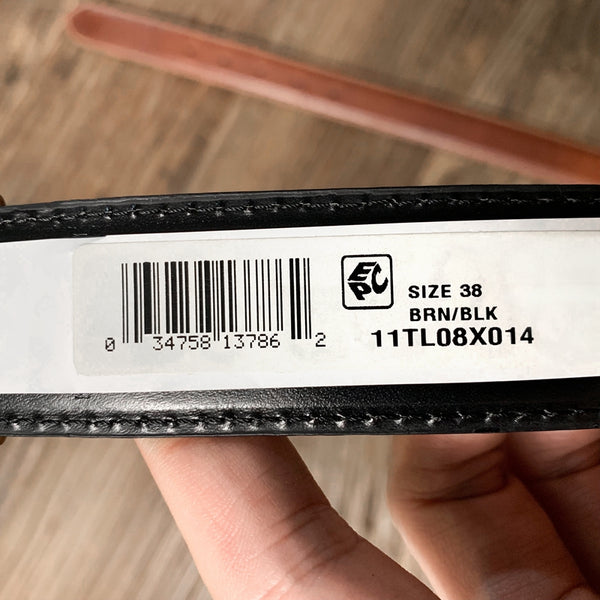 EPC
SIZE 38
BRN/BLK
11TL08X014
0 34758 13786 2